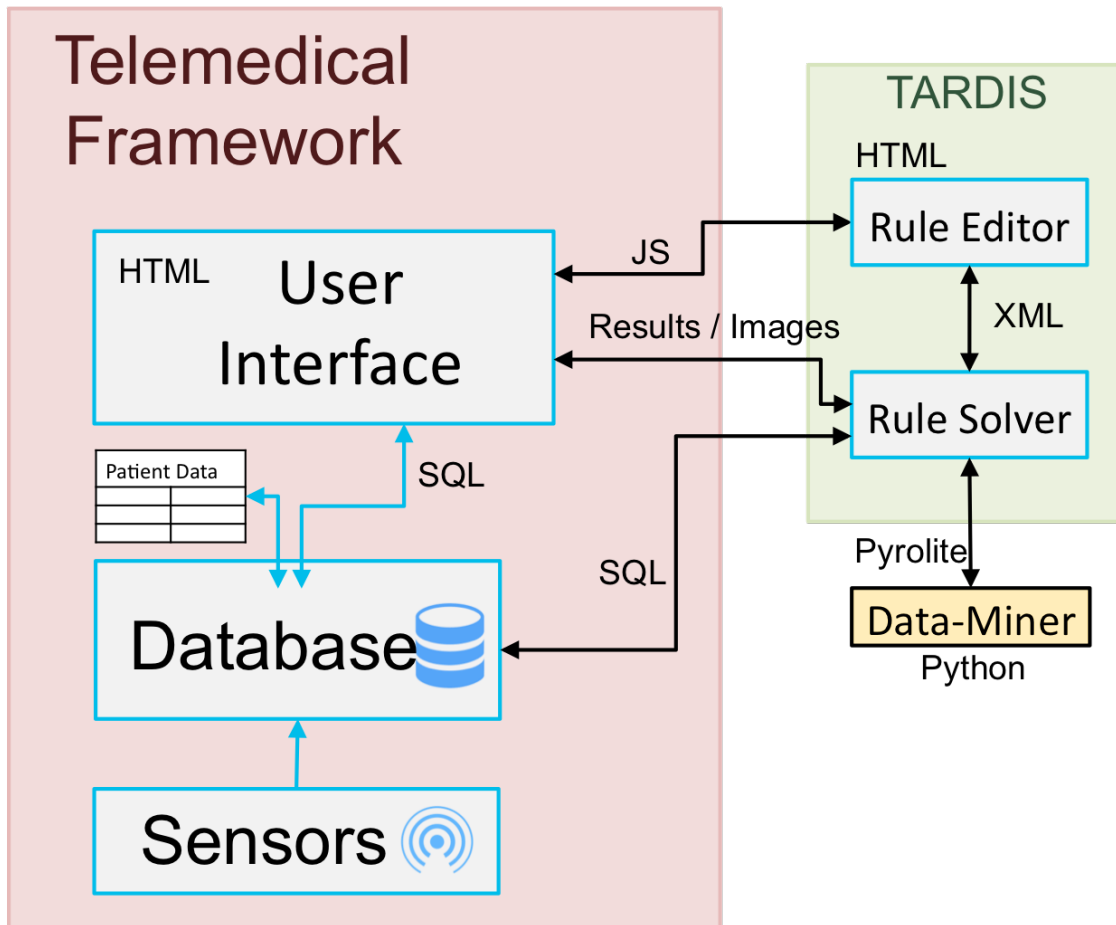 Telemedical
Framework
TARDIS
HTML
Rule Editor
JS
HTML
User
Interface
XML
Results / Images
Rule Solver
Patient Data
SQL
SQL
Pyrolite
Database
Data-Miner
Python
Sensors